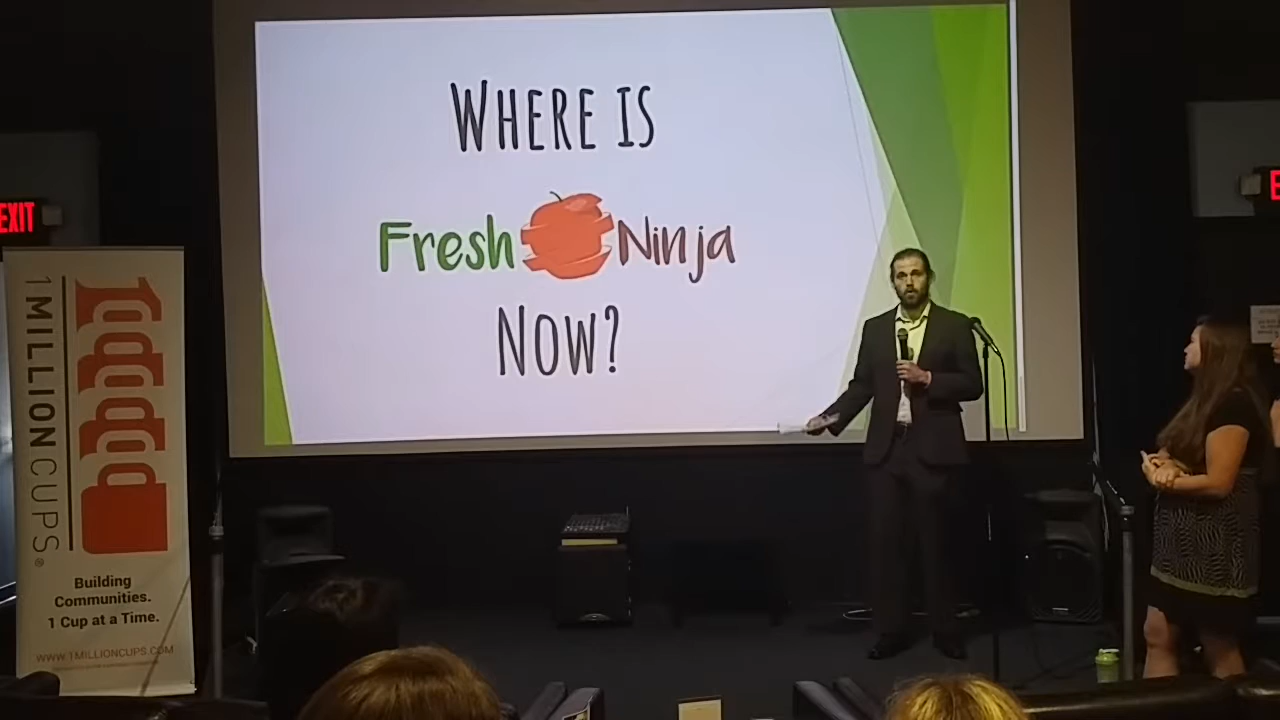 WHERE IS
Fresh Ninja
NOW?
EXIT
1 MILLION CUPS®
Building
Communities.
1 Cup at a Time.
WWW.1MILLIONCUPS.COM